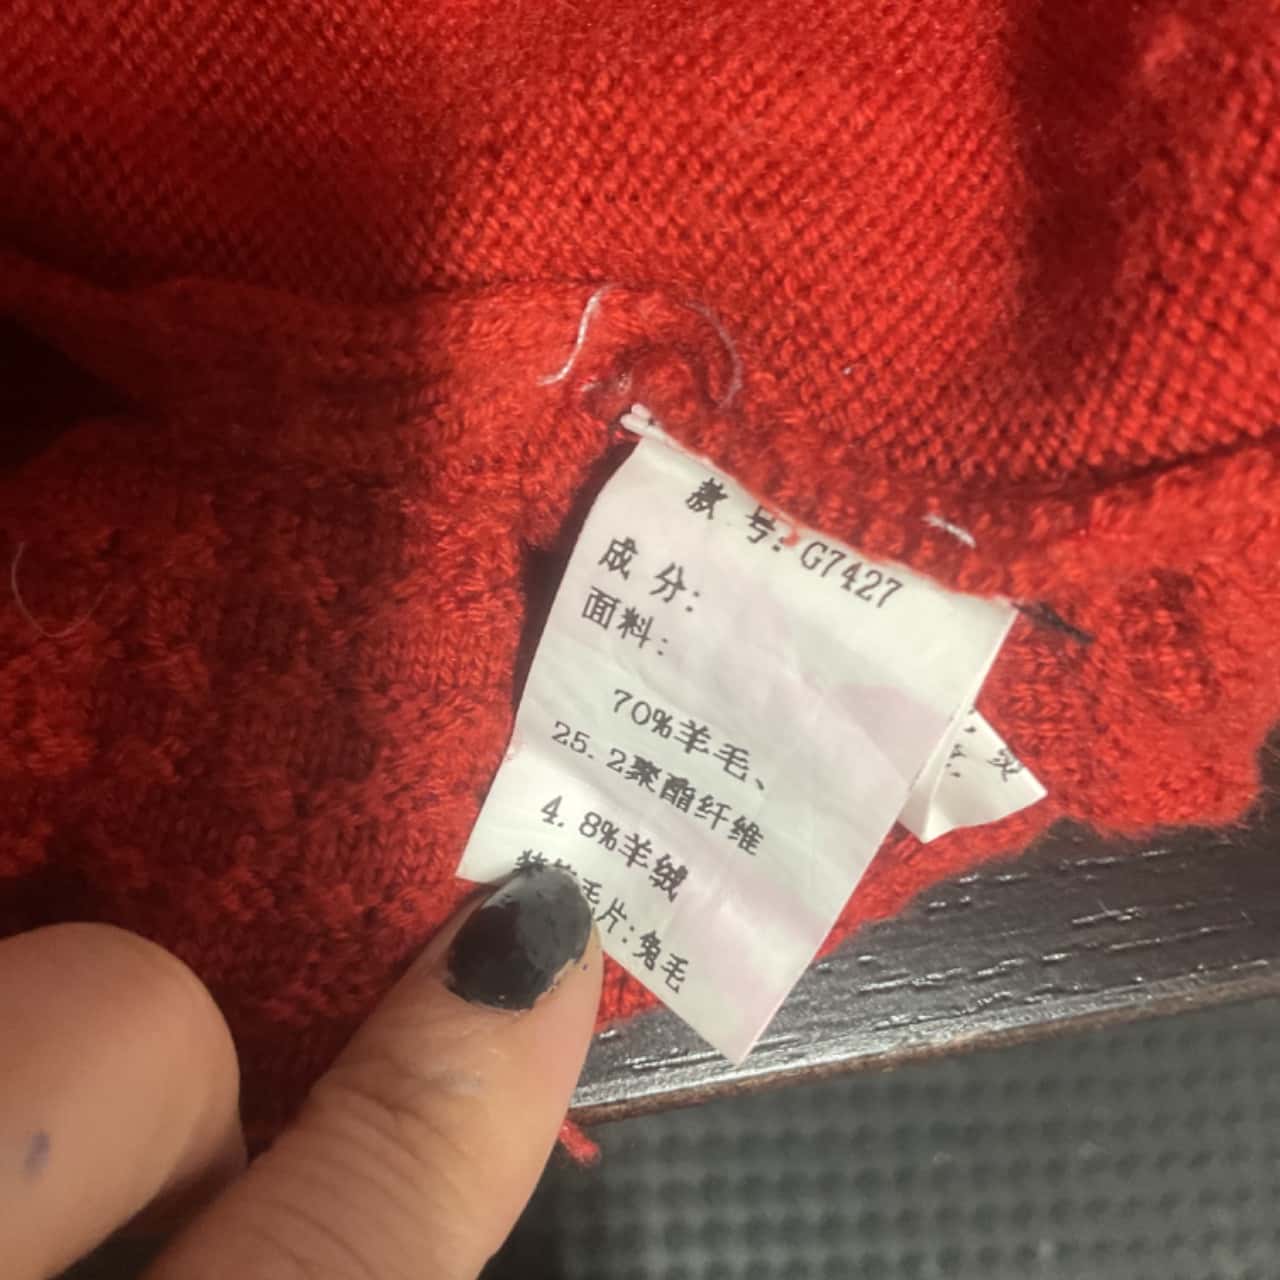 款 号: G7427
成 分:
面料:
70%羊毛、
25.2聚酯纤维
4.8%羊绒
毛片:兔毛